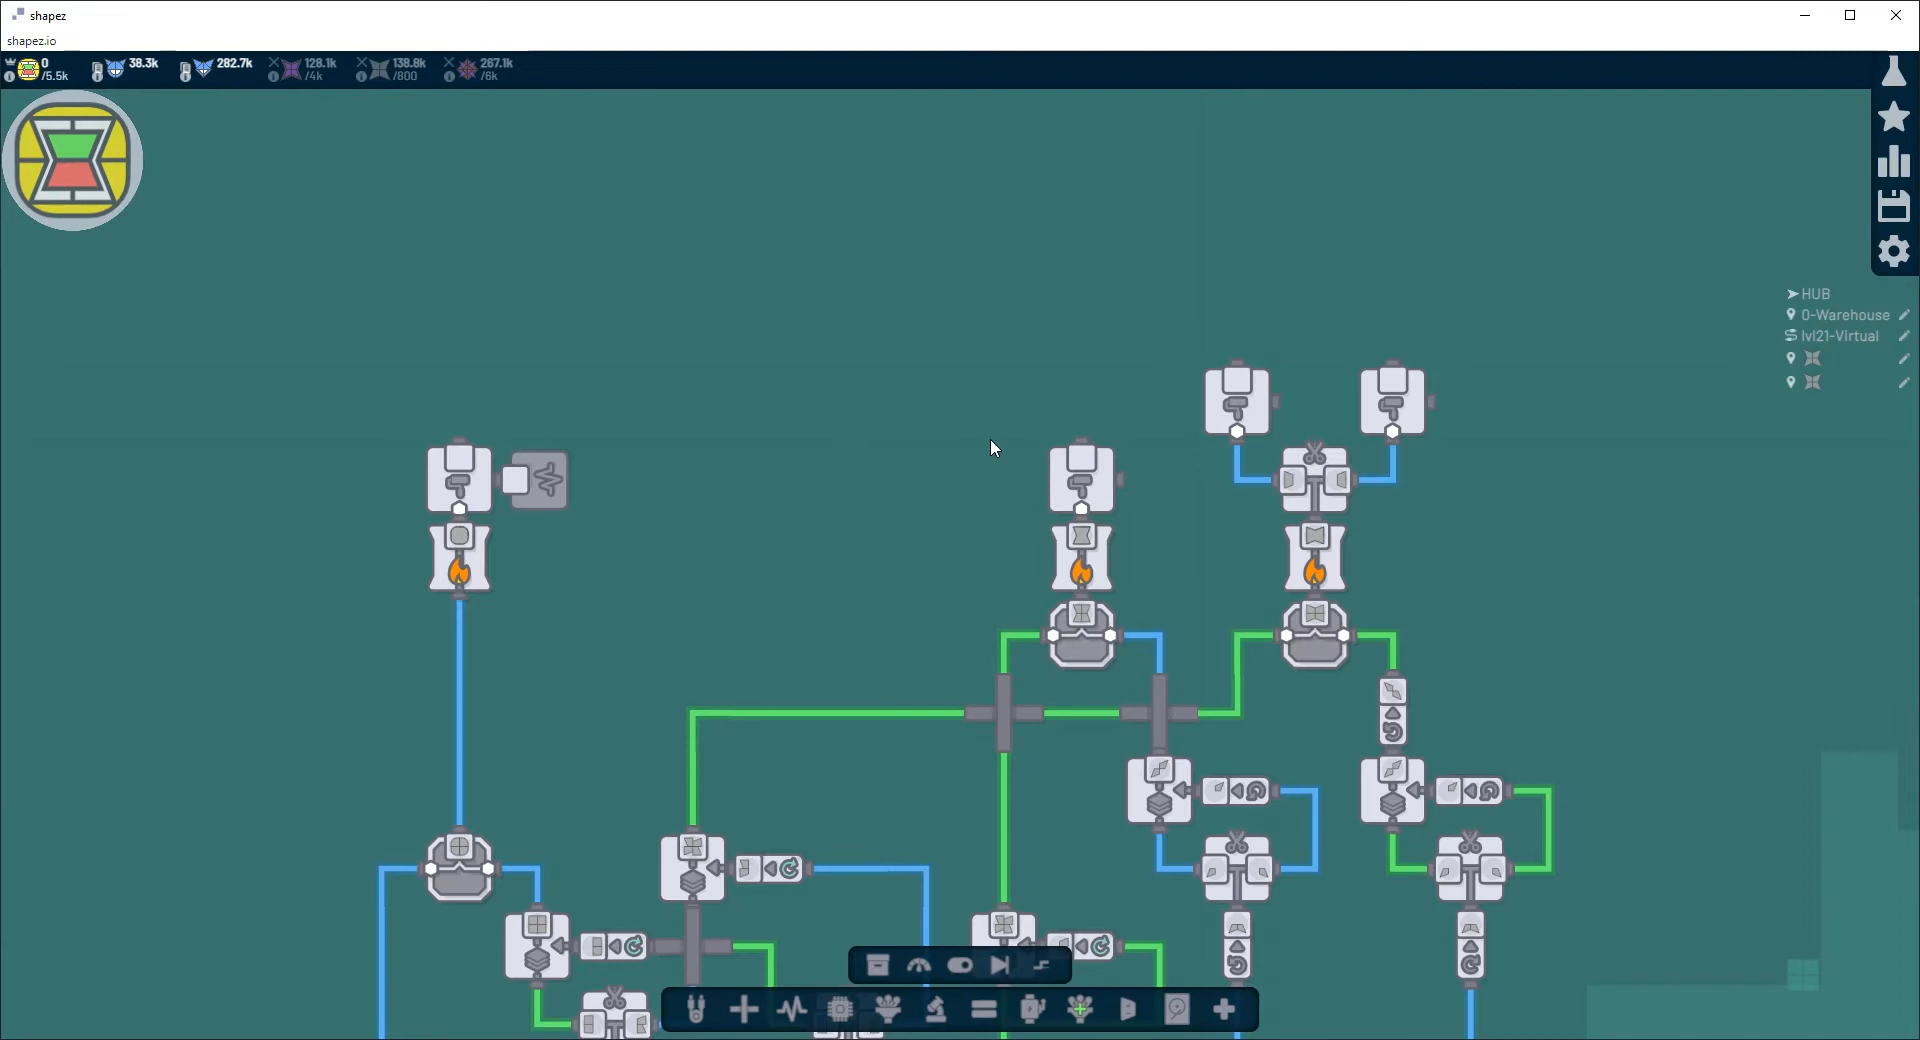 shapez
shapez.io
0
/5.5k
38.3k
282.7k
128.1k
/4k
138.8k
/800
267.1k
/6k
HUB
0-Warehouse
lvl21-Virtual